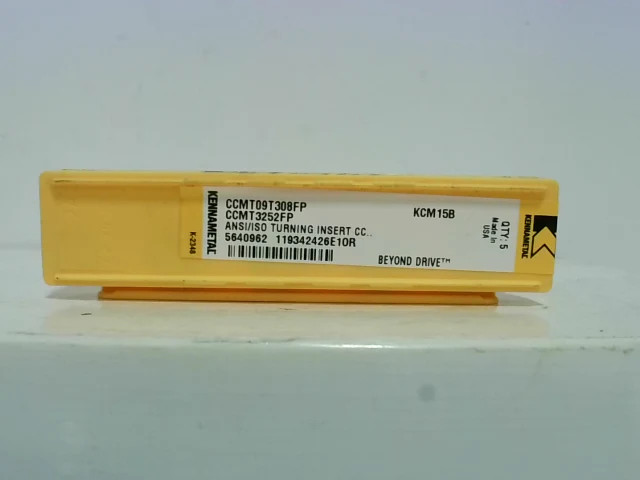 K-2348
KENNAMETAL
CCMT09T308FP
KCM15B
CCMT3252FP
ANSI/ISO TURNING INSERT CC..
5640962 119342426E10R
BEYOND DRIVE™
QTY: 5
Made In
USA
KENNAMETAL